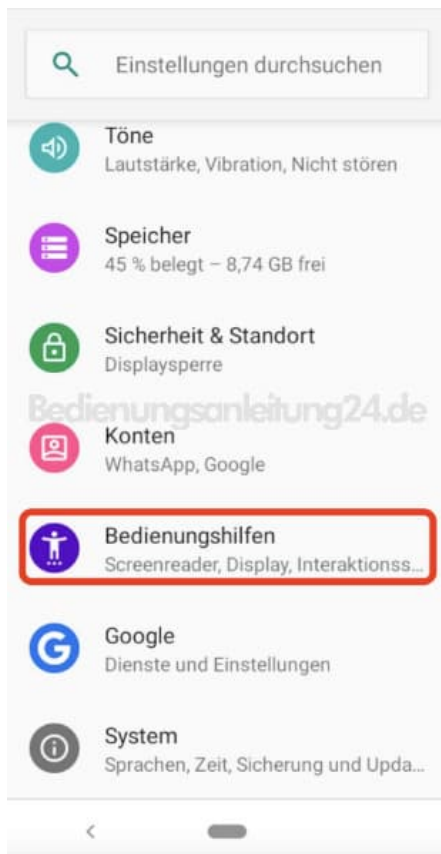 Einstellungen durchsuchen
Töne
Lautstärke, Vibration, Nicht stören
Speicher
45 % belegt – 8,74 GB frei
Sicherheit & Standort
Displaysperre
Bedienungsanleitung24.de
Konten
WhatsApp, Google
Bedienungshilfen
Screenreader, Display, Interaktionss...
Google
Dienste und Einstellungen
System
Sprachen, Zeit, Sicherung und Upda...